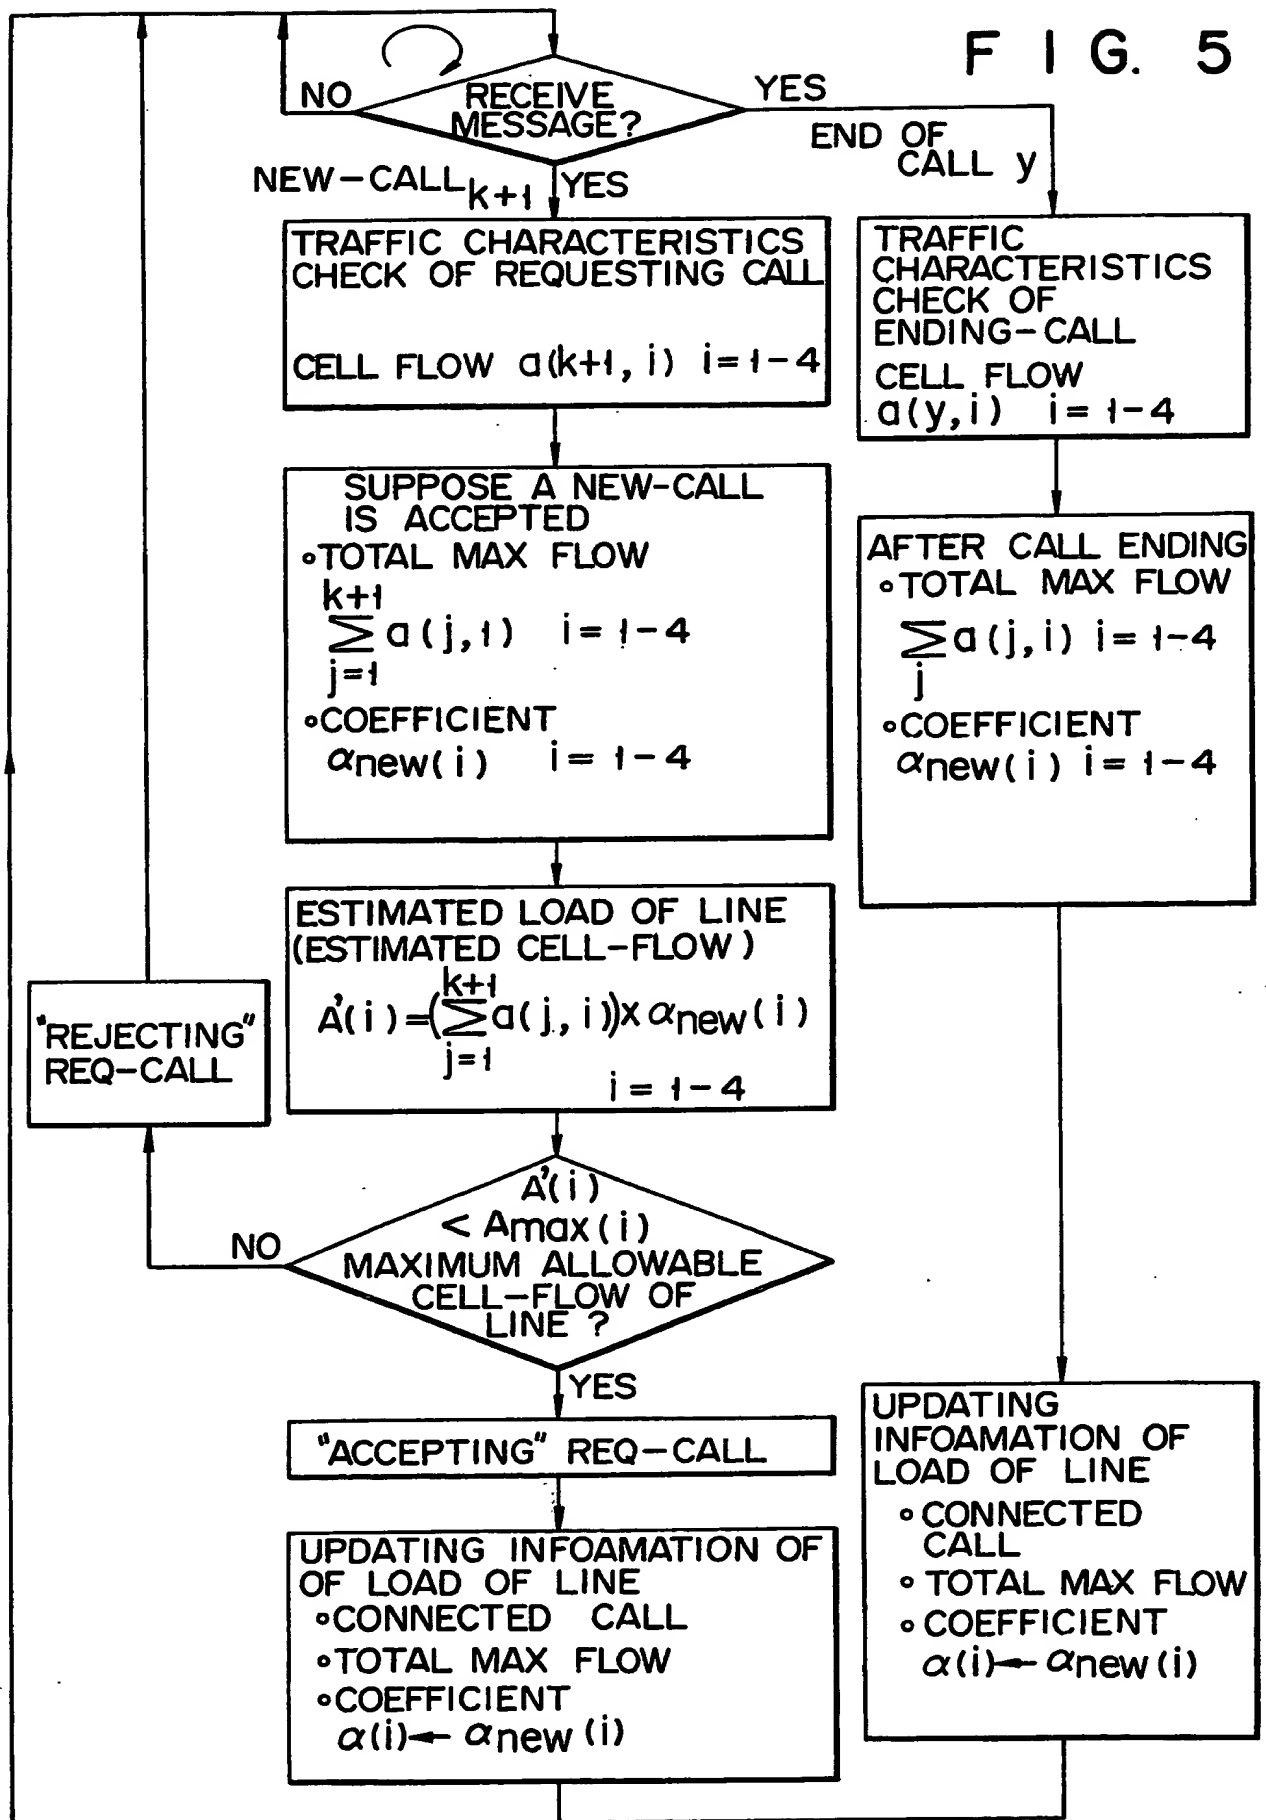 FIG. 5
RECEIVE
MESSAGE?
NO
YES
END OF
CALL y
NEW-CALL k+1
YES
TRAFFIC CHARACTERISTICS
CHECK OF REQUESTING CALL
CELL FLOW a(k+1, i) i=1-4
TRAFFIC
CHARACTERISTICS
CHECK OF
ENDING-CALL
CELL FLOW
a(y,i) i=1-4
SUPPOSE A NEW-CALL
IS ACCEPTED
∘TOTAL MAX FLOW
k+1
∑ a(j,1) i=1-4
j=1
∘COEFFICIENT
αnew(i) i=1-4
AFTER CALL ENDING
∘TOTAL MAX FLOW
∑ a(j,i) i=1-4
j
∘COEFFICIENT
αnew(i) i=1-4
ESTIMATED LOAD OF LINE
(ESTIMATED CELL-FLOW)
k+1
A'(i)=(∑a(j,i))×αnew(i)
j=1
i=1-4
"REJECTING"
REQ-CALL
A'(i)
< Amax(i)
MAXIMUM ALLOWABLE
CELL-FLOW OF
LINE ?
NO
YES
"ACCEPTING" REQ-CALL
UPDATING INFOAMATION OF
OF LOAD OF LINE
∘CONNECTED CALL
∘TOTAL MAX FLOW
∘COEFFICIENT
α(i)← αnew(i)
UPDATING
INFOAMATION OF
LOAD OF LINE
∘CONNECTED
CALL
∘TOTAL MAX FLOW
∘COEFFICIENT
α(i)← αnew(i)